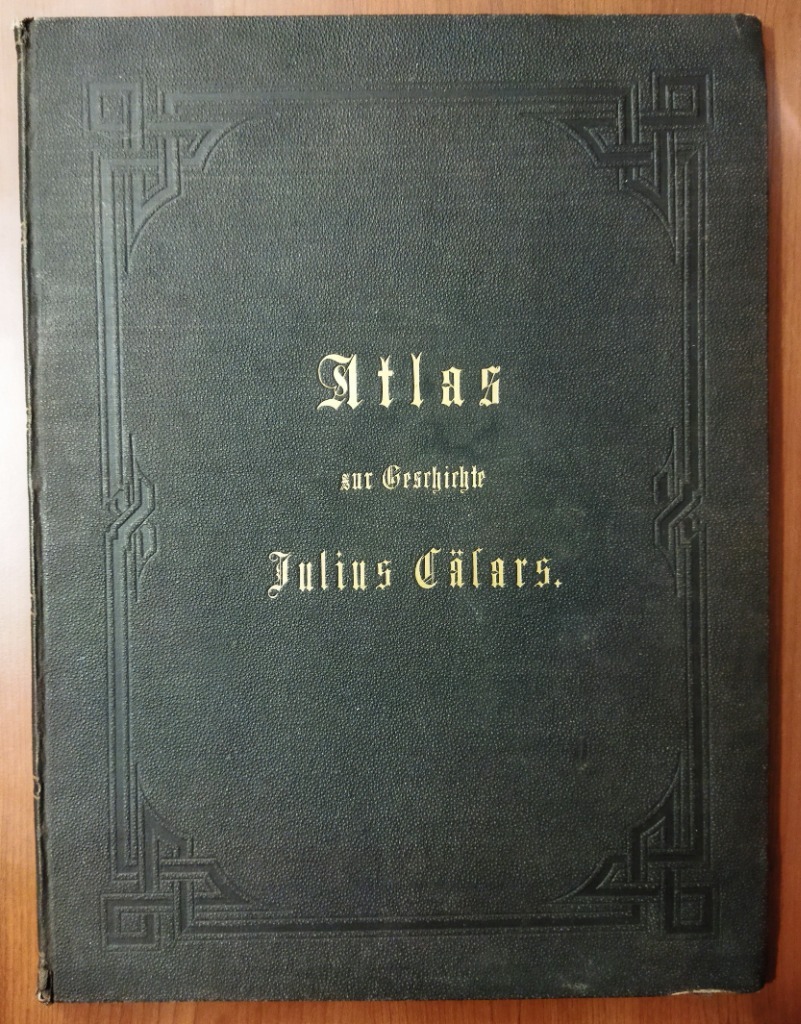 Atlas
zur Geschichte
Julius Cäſars.